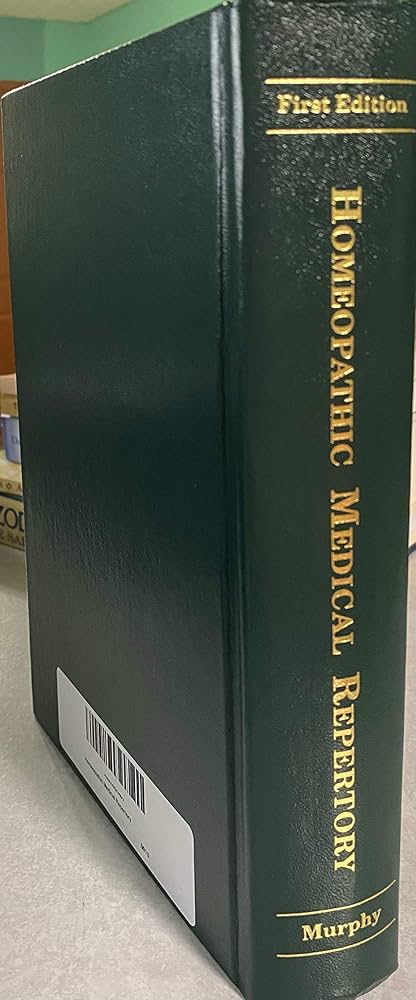 First Edition
HOMEOPATHIC MEDICAL REPERTORY
Murphy